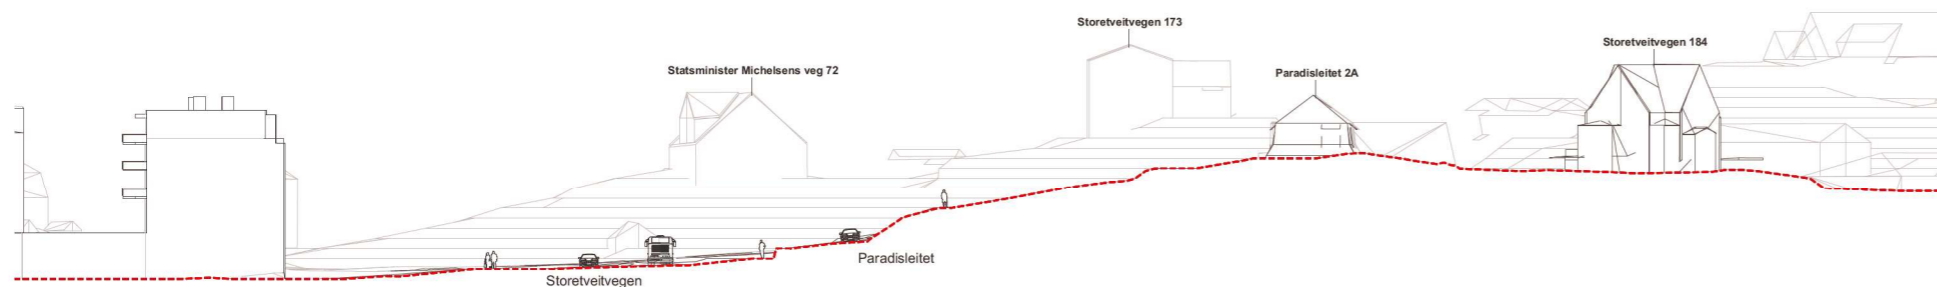 Storetveitvegen 173
Storetveitvegen 184
Statsminister Michelsens veg 72
Paradisleitet 2A
Paradisleitet
Storetveitvegen